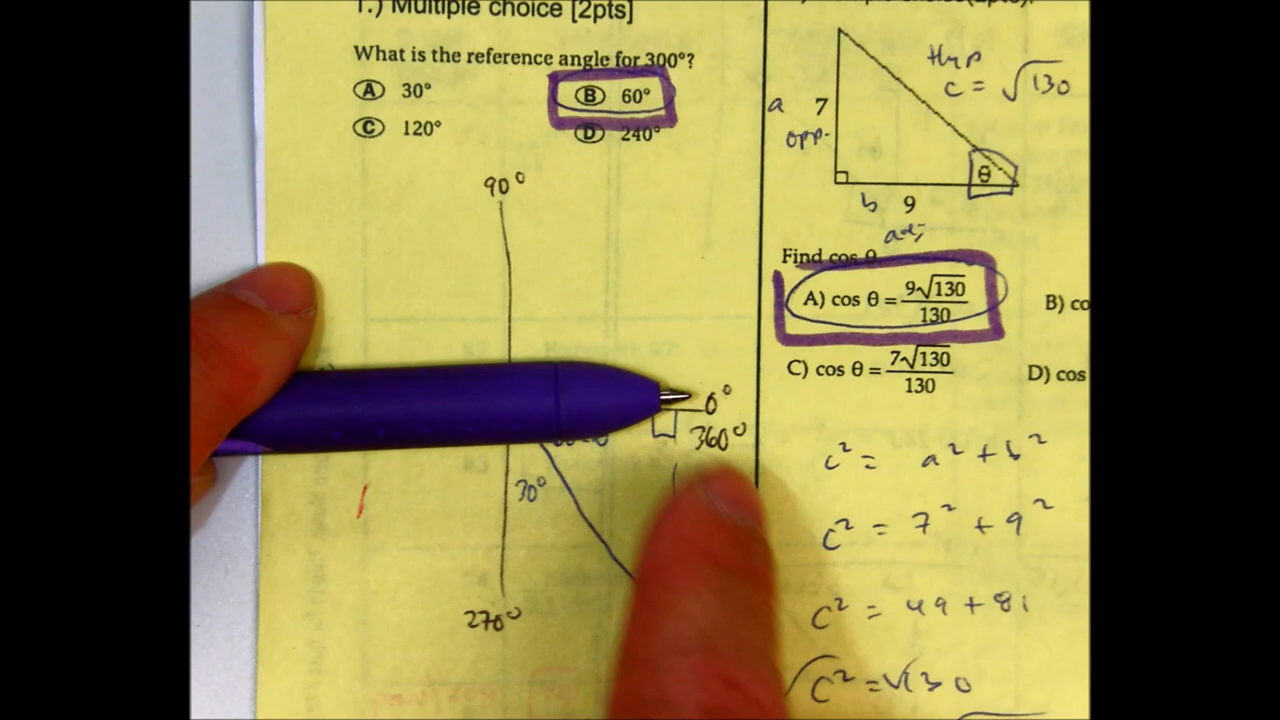 1.) Multiple choice [2pts]
What is the reference angle for 300°?
A 30°
B 60°
C 120°
D 240°
90°
0°
360°
30°
270°
Hyp
c = √130
a 7
opp.
θ
b 9
adj
Find cos θ.
A) cos θ = 9√130/130
B) co
C) cos θ = 7√130/130
D) cos
c² = a² + b²
c² = 7² + 9²
c² = 49 + 81
√c² = √130